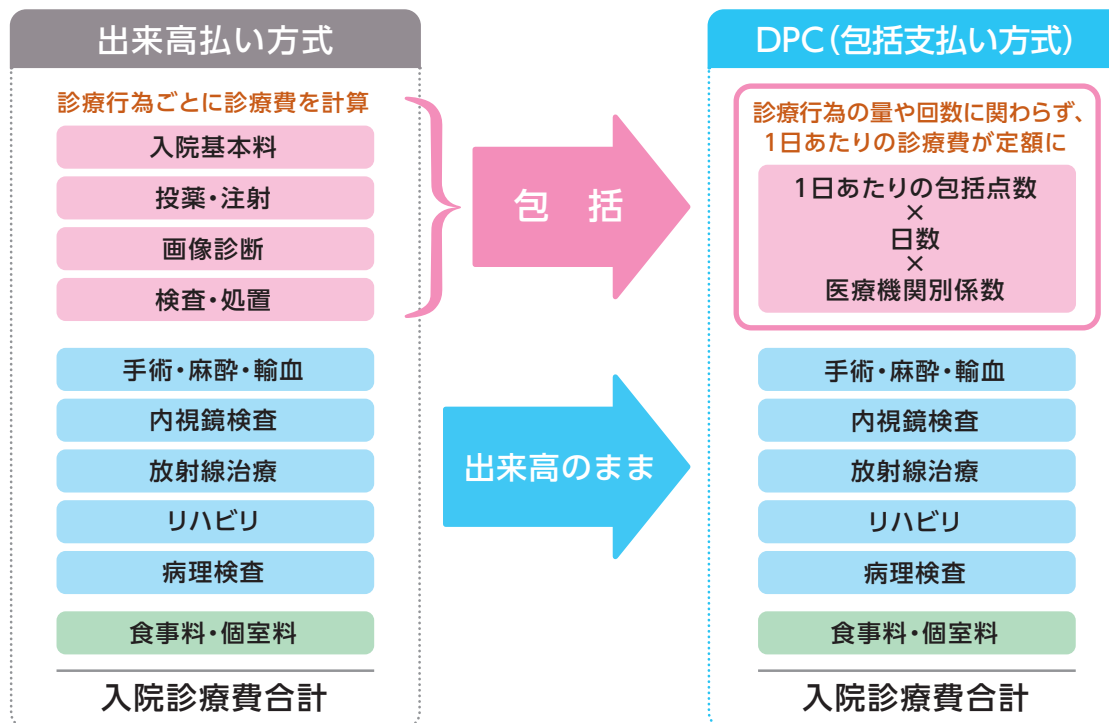 出来高払い方式
診療行為ごとに診療費を計算
入院基本料
投薬・注射
画像診断
検査・処置
手術・麻酔・輸血
内視鏡検査
放射線治療
リハビリ
病理検査
食事料・個室料
入院診療費合計
包 括
出来高のまま
DPC(包括支払い方式)
診療行為の量や回数に関わらず、
1日あたりの診療費が定額に
1日あたりの包括点数
×
日数
×
医療機関別係数
手術・麻酔・輸血
内視鏡検査
放射線治療
リハビリ
病理検査
食事料・個室料
入院診療費合計